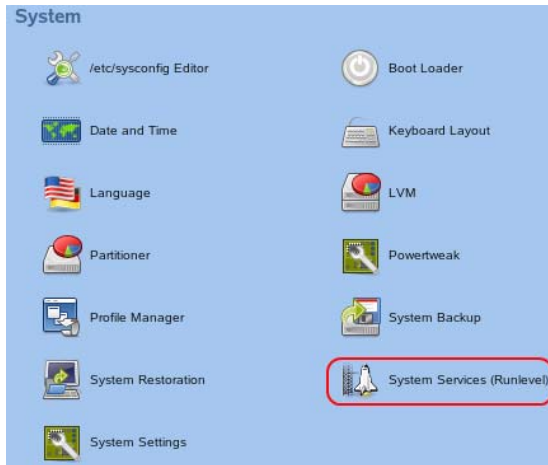 System
/etc/sysconfig Editor
Boot Loader
Date and Time
Keyboard Layout
Language
LVM
Partitioner
Powertweak
Profile Manager
System Backup
System Restoration
System Services (Runlevel)
System Settings